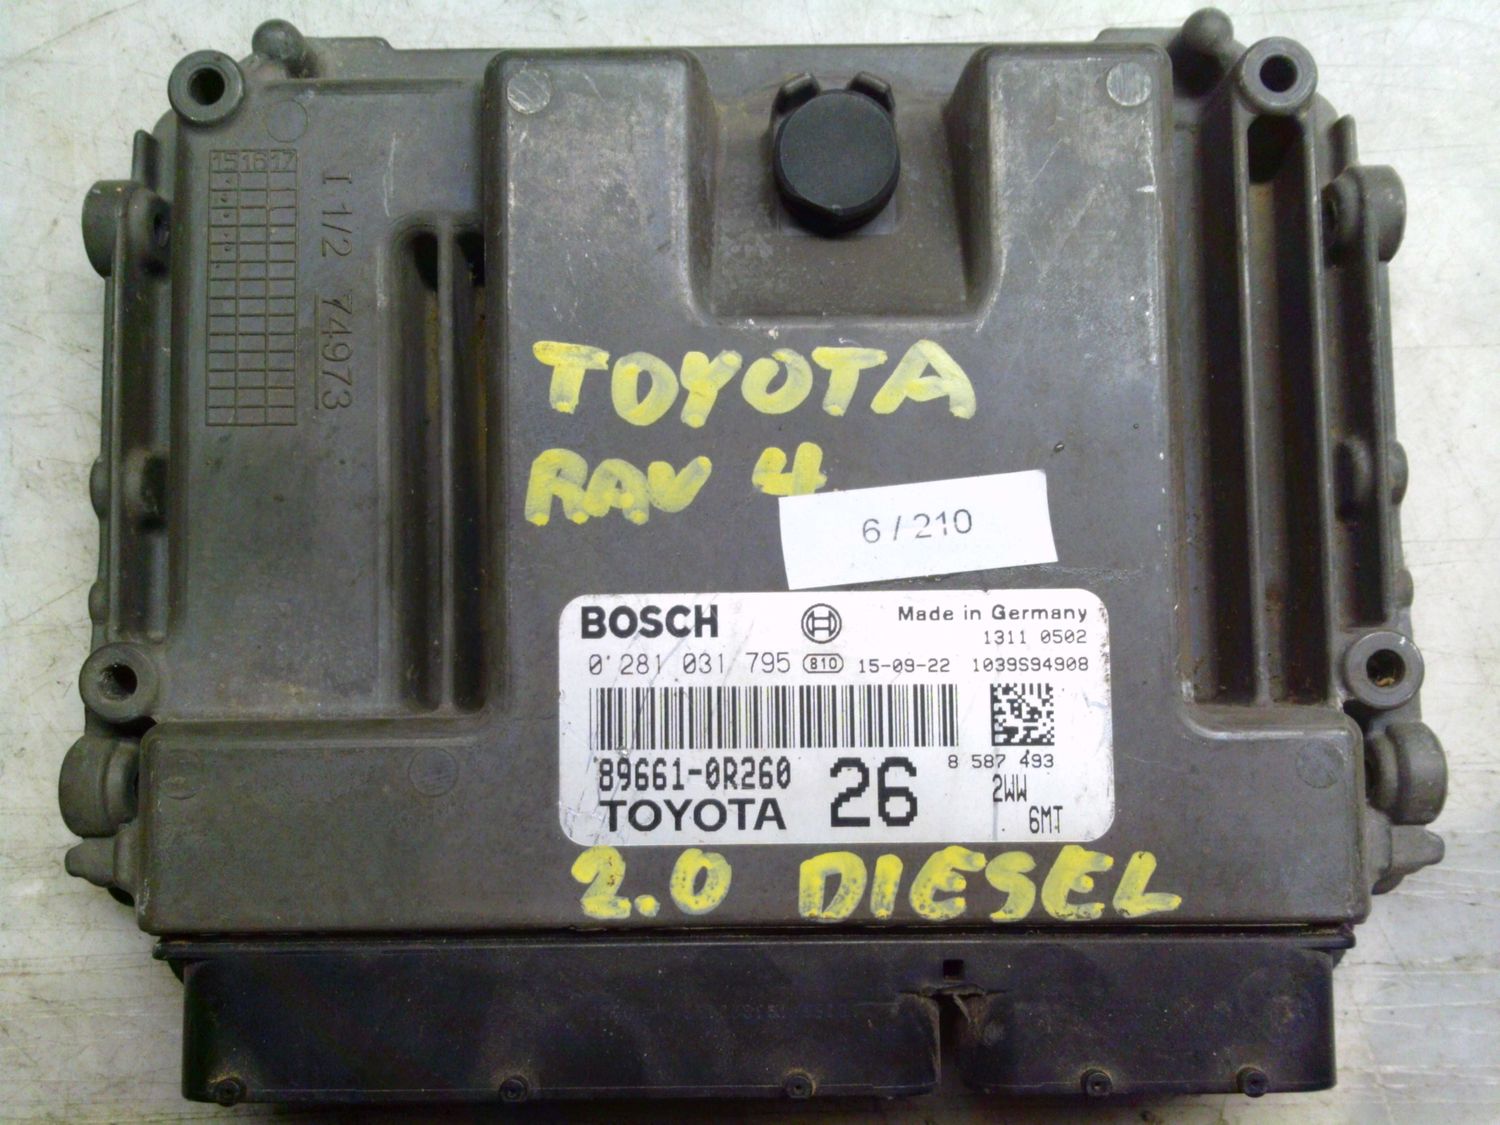 15 16 17
I 1/2 74973
TOYOTA
RAV 4
6/210
BOSCH
Made in Germany
1311 0502
0 281 031 795 810 15-09-22 1039S94908
8 587 493
89661-0R260
26
2WW
TOYOTA
6MT
2.0 DIESEL